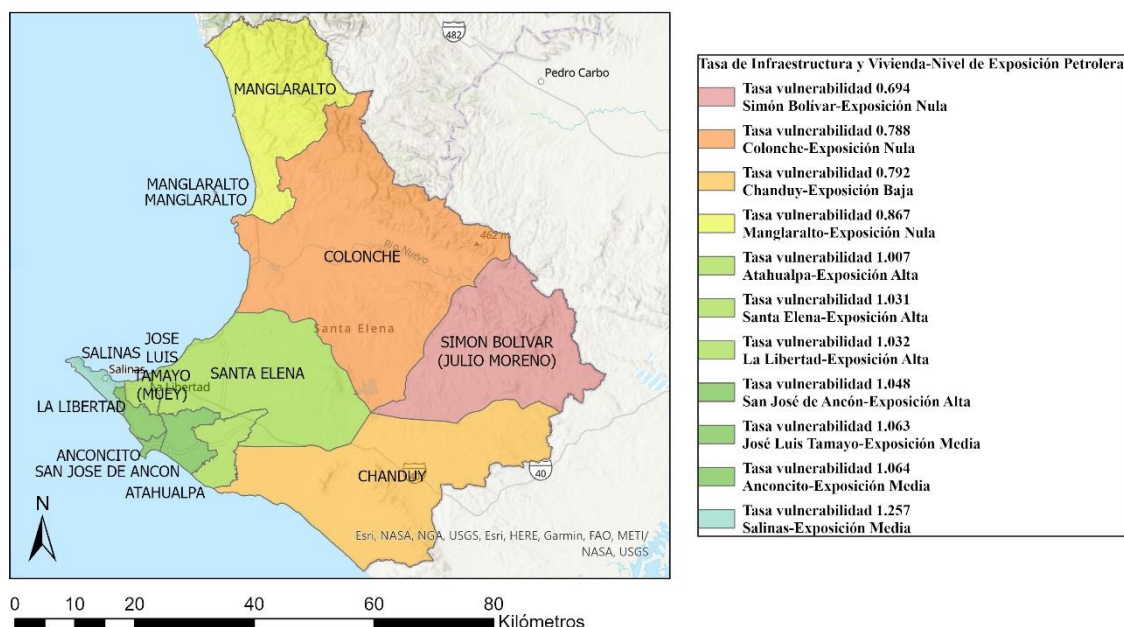 482
Pedro Carbo
MANGLARALTO
MANGLARALTO
MANGLARALTO
462 m
Río Nuevo
COLONCHE
Santa Elena
SIMON BOLIVAR
(JULIO MORENO)
JOSE
LUIS
TAMAYO
(MUEY)
SALINAS
Salinas
La Libertad
SANTA ELENA
LA LIBERTAD
ANCONCITO
SAN JOSE DE ANCON
ATAHUALPA
CHANDUY
40
N
Esri, NASA, NGA, USGS, Esri, HERE, Garmin, FAO, METI/
NASA, USGS
0 10 20 40 60 80
Kilómetros
Tasa de Infraestructura y Vivienda-Nivel de Exposición Petrolera
Tasa vulnerabilidad 0.694
Simón Bolívar-Exposición Nula
Tasa vulnerabilidad 0.788
Colonche-Exposición Nula
Tasa vulnerabilidad 0.792
Chanduy-Exposición Baja
Tasa vulnerabilidad 0.867
Manglaralto-Exposición Nula
Tasa vulnerabilidad 1.007
Atahualpa-Exposición Alta
Tasa vulnerabilidad 1.031
Santa Elena-Exposición Alta
Tasa vulnerabilidad 1.032
La Libertad-Exposición Alta
Tasa vulnerabilidad 1.048
San José de Ancón-Exposición Alta
Tasa vulnerabilidad 1.063
José Luis Tamayo-Exposición Media
Tasa vulnerabilidad 1.064
Anconcito-Exposición Media
Tasa vulnerabilidad 1.257
Salinas-Exposición Media